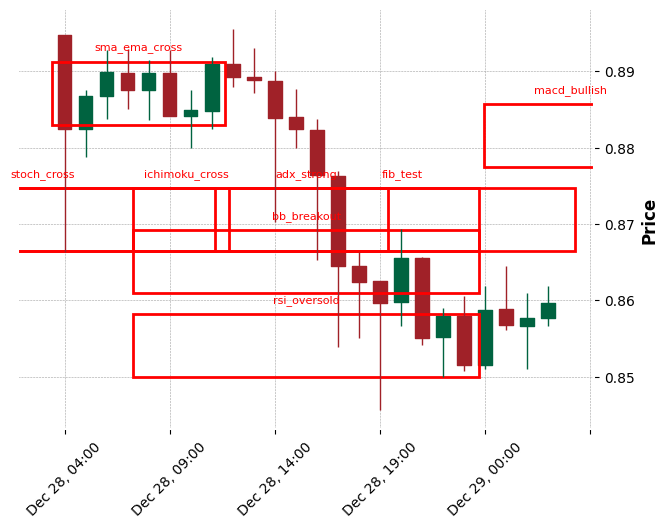 sma_ema_cross
0.89
macd_bullish
0.88
stoch_cross
ichimoku_cross
adx_strong
fib_test
bb_breakout
0.87
Price
rsi_oversold
0.86
0.85
Dec 28, 04:00
Dec 28, 09:00
Dec 28, 14:00
Dec 28, 19:00
Dec 29, 00:00